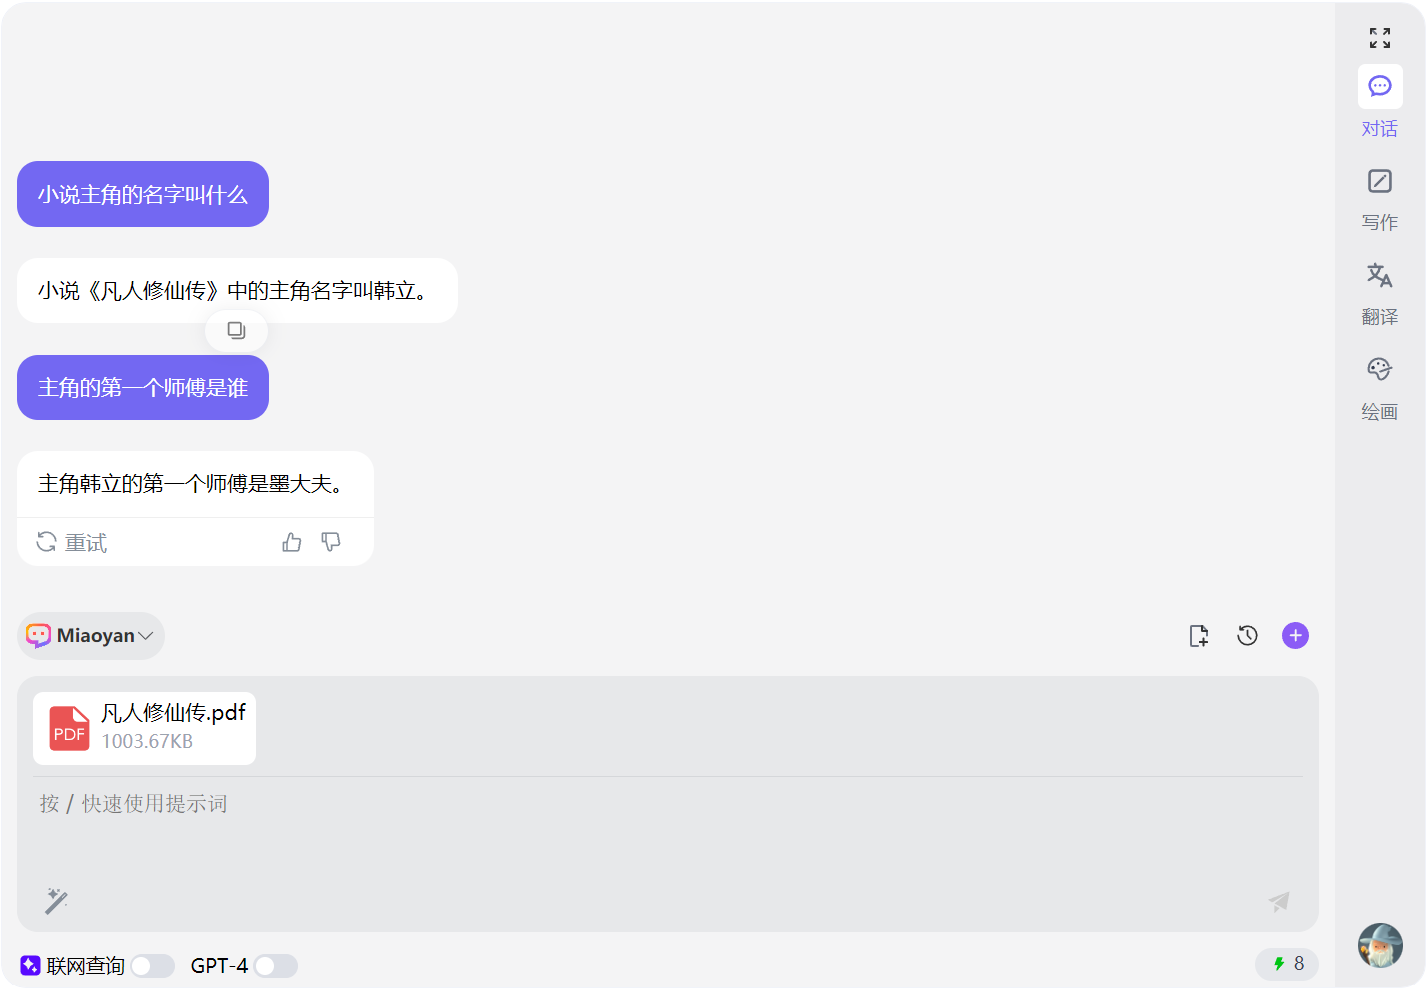 小说主角的名字叫什么
小说《凡人修仙传》中的主角名字叫韩立。
主角的第一个师傅是谁
主角韩立的第一个师傅是墨大夫。
重试
Miaoyan
PDF
凡人修仙传.pdf
1003.67KB
按 / 快速使用提示词
联网查询
GPT-4
8
对话
写作
翻译
绘画